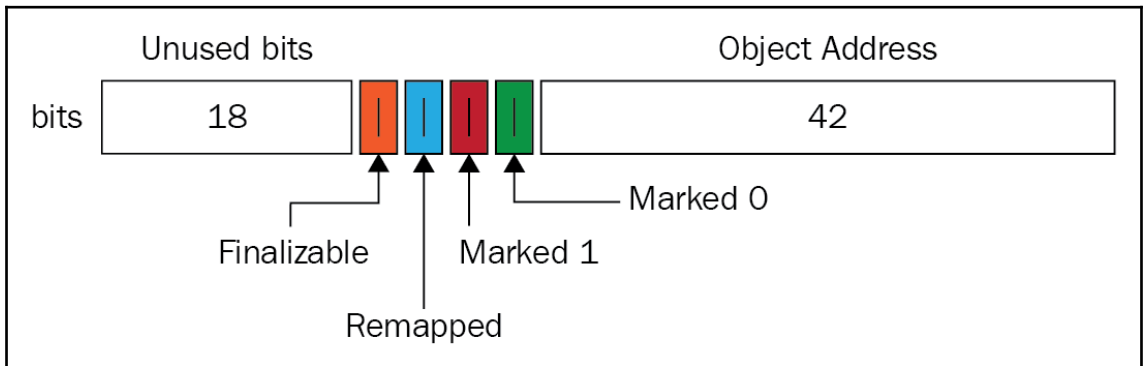 Unused bits
Object Address
bits
18
42
Marked 0
Finalizable
Marked 1
Remapped